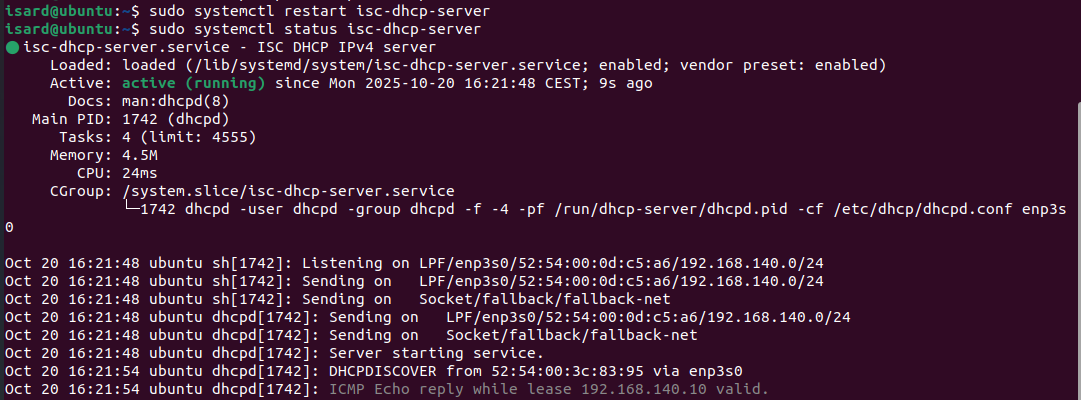 isard@ubuntu:~$ sudo systemctl restart isc-dhcp-server
isard@ubuntu:~$ sudo systemctl status isc-dhcp-server
● isc-dhcp-server.service - ISC DHCP IPv4 server
     Loaded: loaded (/lib/systemd/system/isc-dhcp-server.service; enabled; vendor preset: enabled)
     Active: active (running) since Mon 2025-10-20 16:21:48 CEST; 9s ago
       Docs: man:dhcpd(8)
   Main PID: 1742 (dhcpd)
      Tasks: 4 (limit: 4555)
     Memory: 4.5M
        CPU: 24ms
     CGroup: /system.slice/isc-dhcp-server.service
             └─1742 dhcpd -user dhcpd -group dhcpd -f -4 -pf /run/dhcp-server/dhcpd.pid -cf /etc/dhcp/dhcpd.conf enp3s
0

Oct 20 16:21:48 ubuntu sh[1742]: Listening on LPF/enp3s0/52:54:00:0d:c5:a6/192.168.140.0/24
Oct 20 16:21:48 ubuntu sh[1742]: Sending on   LPF/enp3s0/52:54:00:0d:c5:a6/192.168.140.0/24
Oct 20 16:21:48 ubuntu sh[1742]: Sending on   Socket/fallback/fallback-net
Oct 20 16:21:48 ubuntu dhcpd[1742]: Sending on   LPF/enp3s0/52:54:00:0d:c5:a6/192.168.140.0/24
Oct 20 16:21:48 ubuntu dhcpd[1742]: Sending on   Socket/fallback/fallback-net
Oct 20 16:21:48 ubuntu dhcpd[1742]: Server starting service.
Oct 20 16:21:54 ubuntu dhcpd[1742]: DHCPDISCOVER from 52:54:00:3c:83:95 via enp3s0
Oct 20 16:21:54 ubuntu dhcpd[1742]: ICMP Echo reply while lease 192.168.140.10 valid.